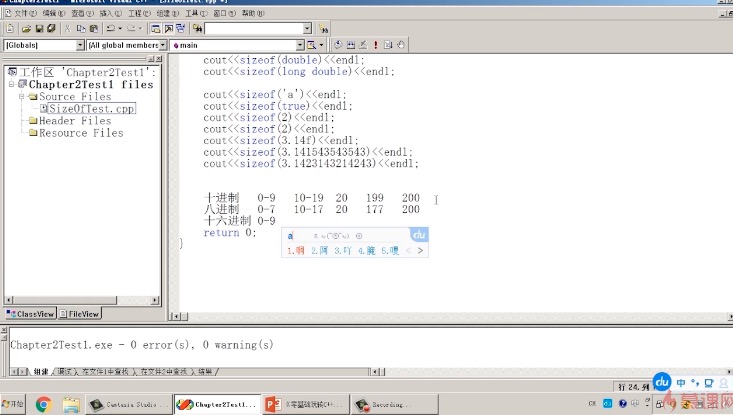 Chapter2Test1 - Microsoft Visual C++ - [SizeOfTest.cpp *]
文件(F) 编辑(E) 查看(V) 插入(I) 工程(P) 组建(B) 工具(T) 窗口(W) 帮助(H)
(Globals) (All global members main
工作区 'Chapter2Test1':
Chapter2Test1 files
Source Files
SizeOfTest.cpp
Header Files
Resource Files
ClassView FileView
cout<<sizeof(double)<<endl;
cout<<sizeof(long double)<<endl;
cout<<sizeof('a')<<endl;
cout<<sizeof(true)<<endl;
cout<<sizeof(2)<<endl;
cout<<sizeof(2)<<endl;
cout<<sizeof(3.14f)<<endl;
cout<<sizeof(3.141543543543)<<endl;
cout<<sizeof(3.1423143214243)<<endl;
十进制 0-9 10-19 20 199 200
八进制 0-7 10-17 20 177 200
十六进制 0-9
return 0;
}
a
du
1.啊 2.阿 3.吖 4.腌 5.嗄 < >
Chapter2Test1.exe - 0 error(s), 0 warning(s)
组建 调试 在文件1中查找 在文件2中查找 结果
行 24, 列
du 中
开始 Camtasia Studio ... Chapter2Test1... Recording...